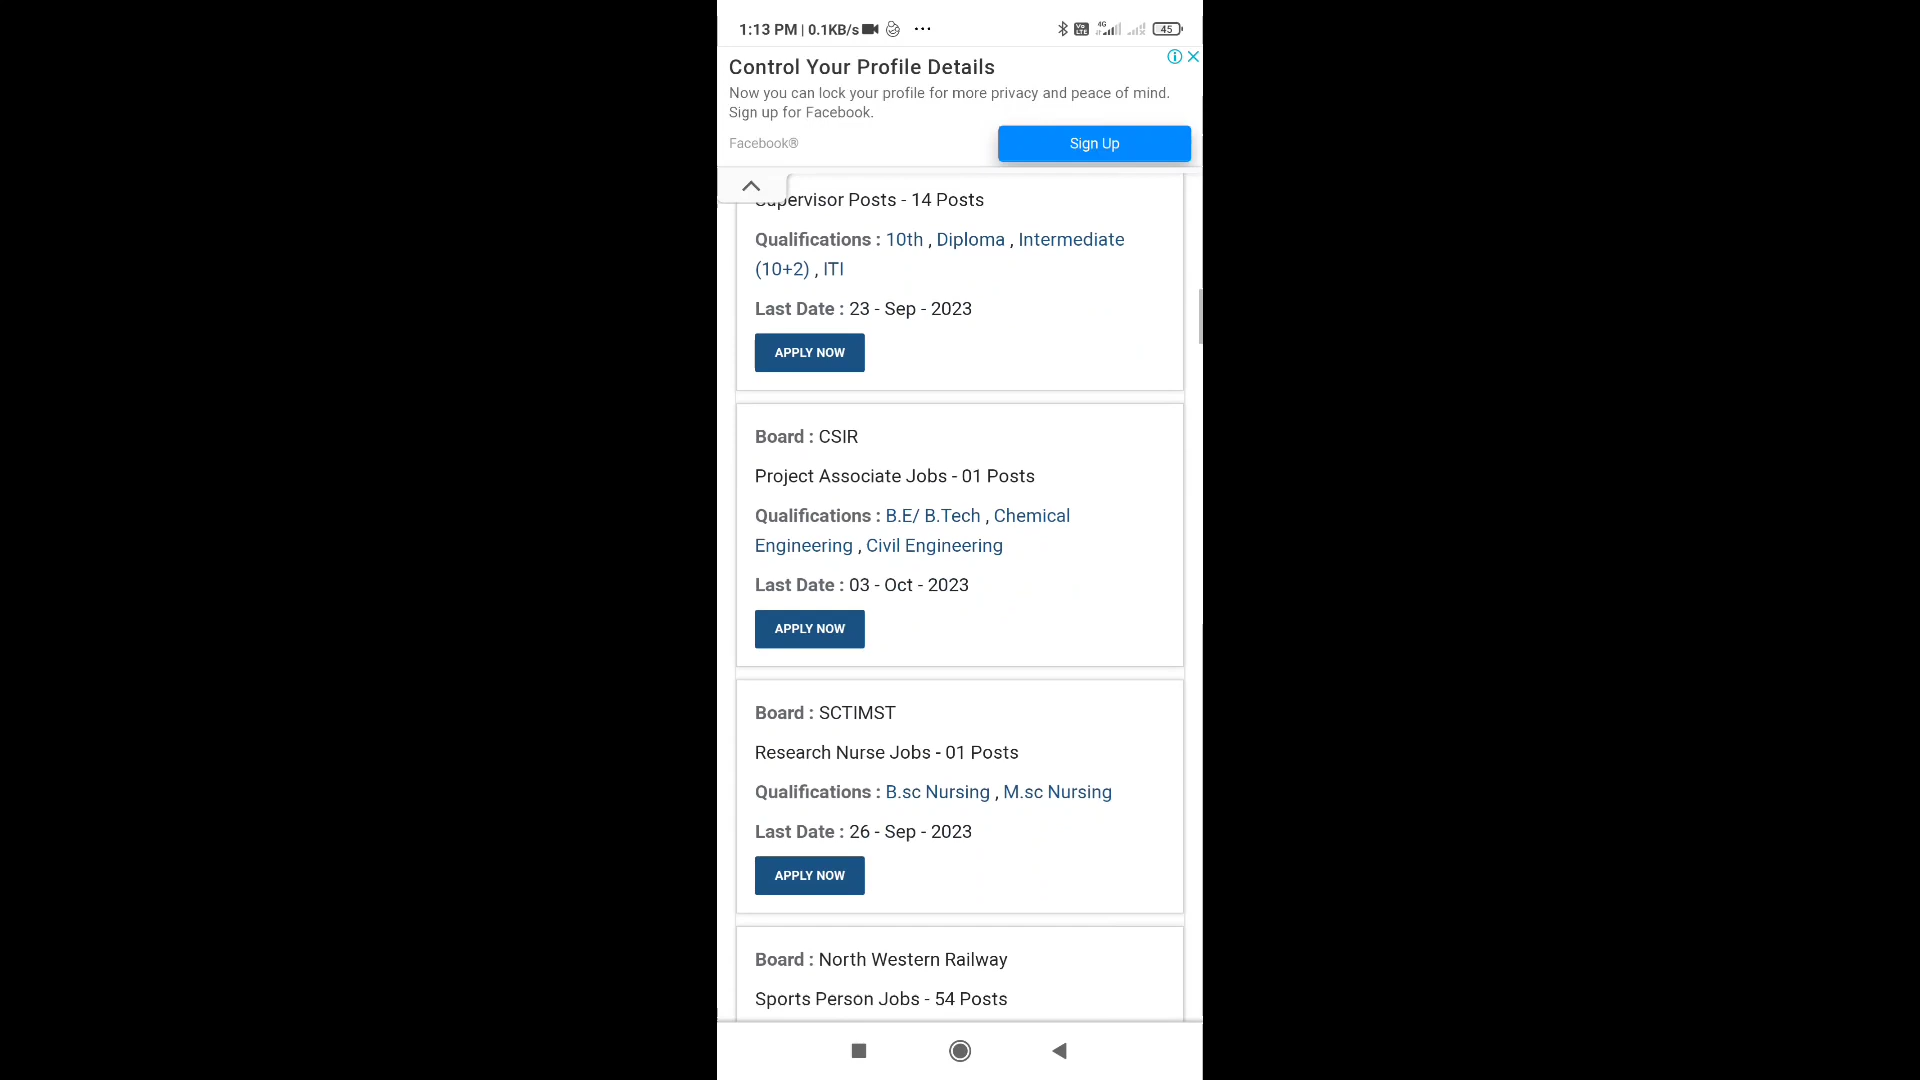 1:13 PM | 0.1KB/s ... Vo LTE 4G 45
Control Your Profile Details
Now you can lock your profile for more privacy and peace of mind.
Sign up for Facebook.
Facebook® Sign Up
Supervisor Posts - 14 Posts
Qualifications : 10th , Diploma , Intermediate
(10+2) , ITI
Last Date : 23 - Sep - 2023
APPLY NOW
Board : CSIR
Project Associate Jobs - 01 Posts
Qualifications : B.E/ B.Tech , Chemical
Engineering , Civil Engineering
Last Date : 03 - Oct - 2023
APPLY NOW
Board : SCTIMST
Research Nurse Jobs - 01 Posts
Qualifications : B.sc Nursing , M.sc Nursing
Last Date : 26 - Sep - 2023
APPLY NOW
Board : North Western Railway
Sports Person Jobs - 54 Posts